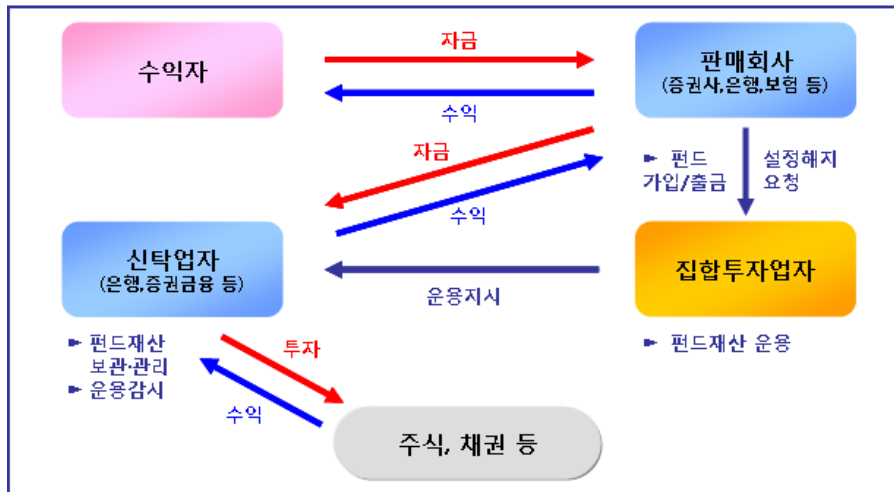 수익자
자금
수익
판매회사
(증권사,은행,보험 등)
자금
수익
► 펀드
가입/출금
설정해지
요청
신탁업자
(은행,증권금융 등)
운용지시
집합투자업자
► 펀드재산
보관·관리
► 운용감시
투자
수익
► 펀드재산 운용
주식, 채권 등